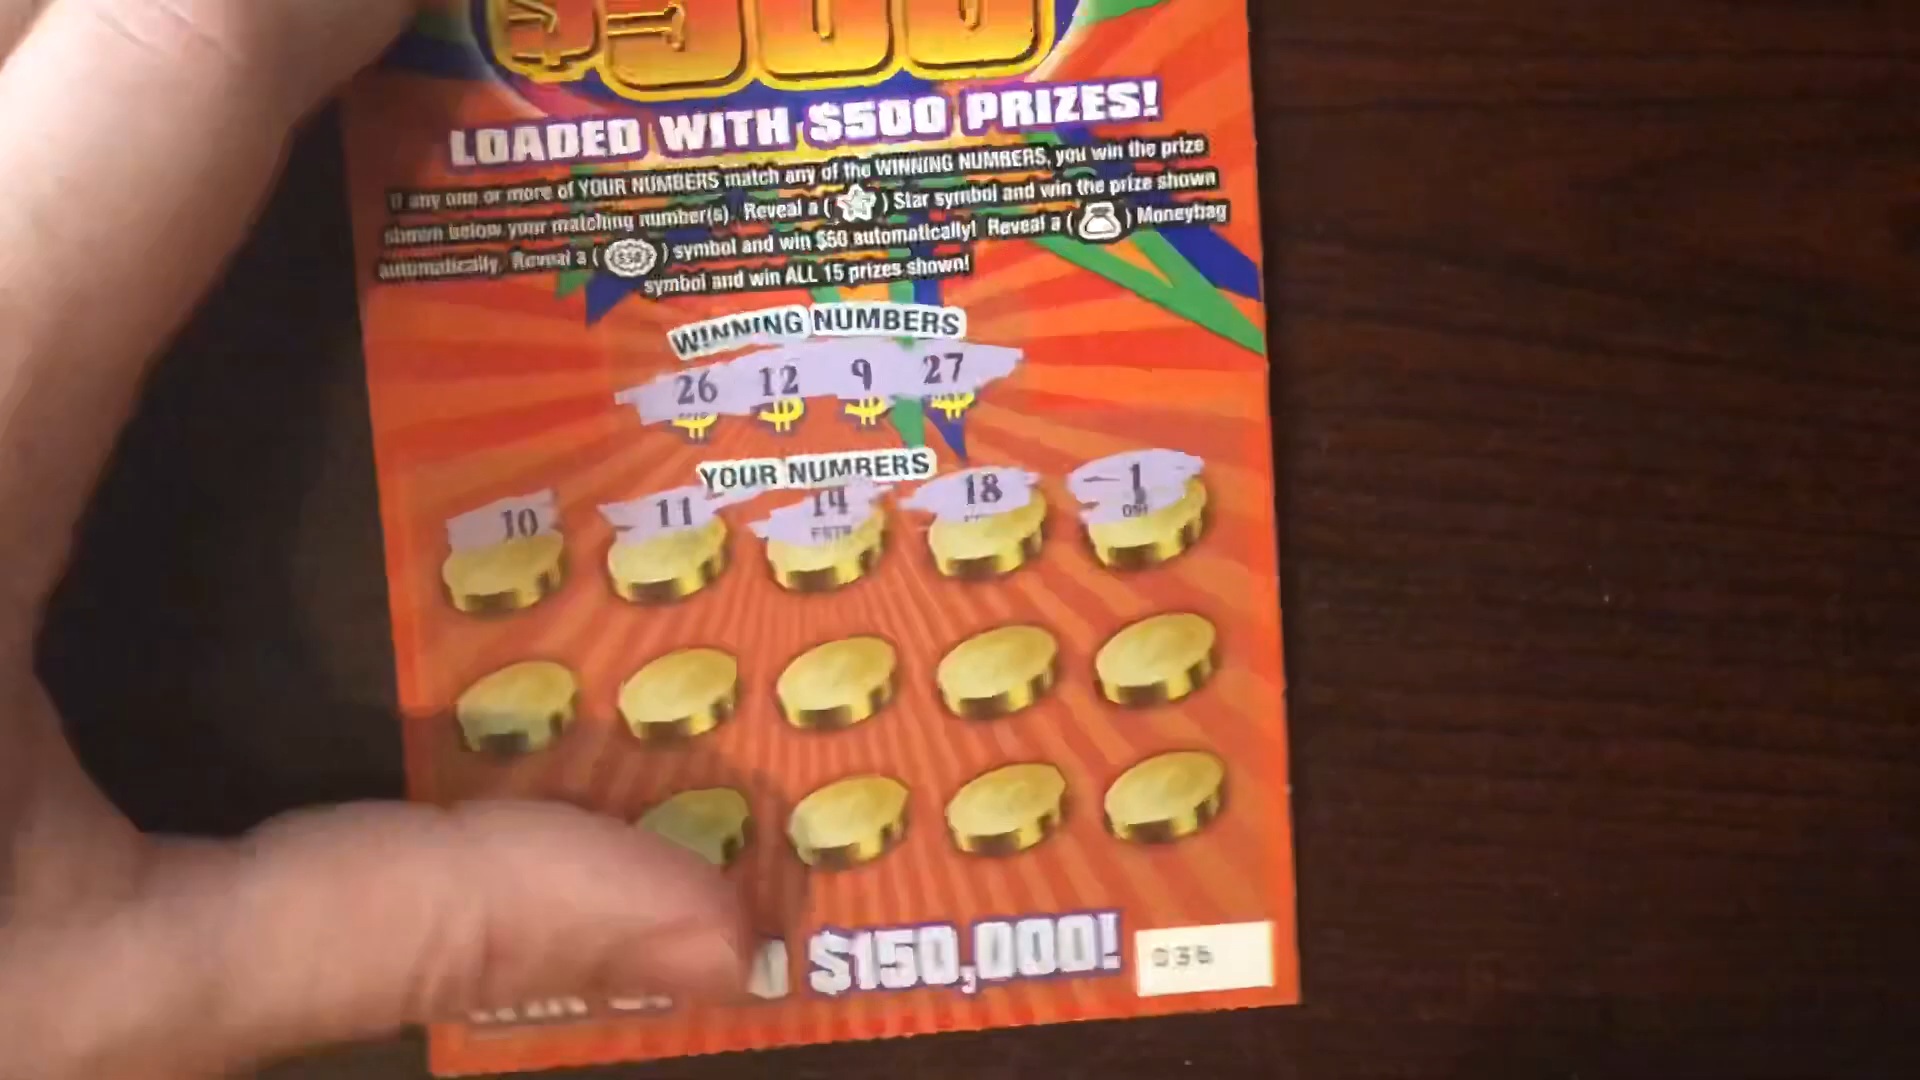 $500
LOADED WITH $500 PRIZES!
If any one or more of YOUR NUMBERS match any of the WINNING NUMBERS, you win the prize
shown below your matching number(s). Reveal a ( ) Star symbol and win the prize shown
automatically. Reveal a ( $50 ) symbol and win $50 automatically! Reveal a ( ) Moneybag
symbol and win ALL 15 prizes shown!
WINNING NUMBERS
26 12 9 27
YOUR NUMBERS
10 11 14 18 1
$150,000!
036